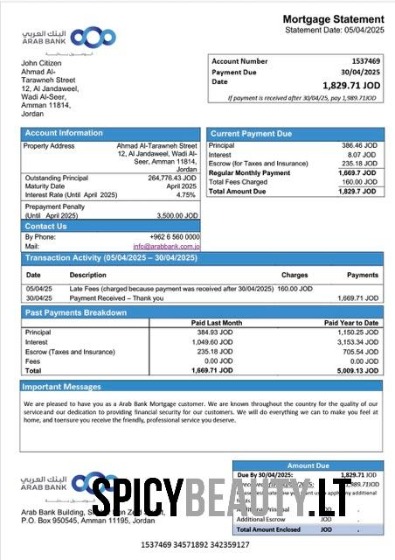 Mortgage Statement
Statement Date: 05/04/2025
البنك العربي
ARAB BANK
John Citizen
Ahmad Al-
Tarawneh Street
12, Al Jandaweel,
Wadi Al-Seer,
Amman 11814,
Jordan
Account Number 1537469
Payment Due 30/04/2025
Date 1,829.71 JOD
If payment is received after 30/04/25, pay 1,989.71JOD
Account Information
Property Address Ahmad Al-Tarawneh Street
12, Al Jandaweel, Wadi Al-
Seer, Amman 11814,
Jordan
Outstanding Principal 264,776.43 JOD
Maturity Date April 2025
Interest Rate (Until April 2025) 4.75%
Prepayment Penalty
(Until April 2025) 3,500.00 JOD
Contact Us
By Phone: +962 6 560 0000
Mail: info@arabbank.com.jo
Current Payment Due
Principal 386.46 JOD
Interest 8.07 JOD
Escrow (for Taxes and Insurance) 235.18 JOD
Regular Monthly Payment 1,669.7 JOD
Total Fees Charged 160.00 JOD
Total Amount Due 1,829.7 JOD
Transaction Activity (05/04/2025 – 30/04/2025)
Date Description Charges Payments
05/04/25 Late Fees (charged because payment was received after 30/04/2025) 160.00 JOD
30/04/25 Payment Received – Thank you 1,669.71 JOD
Past Payments Breakdown
Paid Last Month Paid Year to Date
Principal 384.93 JOD 1,150.25 JOD
Interest 1,049.60 JOD 3,153.34 JOD
Escrow (Taxes and Insurance) 235.18 JOD 705.54 JOD
Fees 0.00 JOD 0.00 JOD
Total 1,669.71 JOD 5,009.13 JOD
Important Messages
We are pleased to have you as a Arab Bank Mortgage customer. We are known throughout the country for the quality of our
service and our dedication to providing financial security for our customers. We will do everything we can to make you feel at
home, and toensure you receive the friendly, professional service you deserve.
البنك العربي
ARAB BANK
Arab Bank Building, Street,
P.O. Box 950545, Amman 11195, Jordan
Amount Due
Due By 30/04/2025: 1,829.71 JOD
1,989.71JOD
Additional Principal
Additional Escrow
Total Amount Enclosed JOD
SPICYBEAUTY.LT
1537469 34571892 342359127